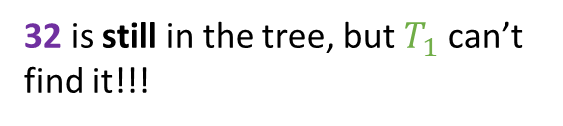 32 is still in the tree, but T₁ can't
find it!!!